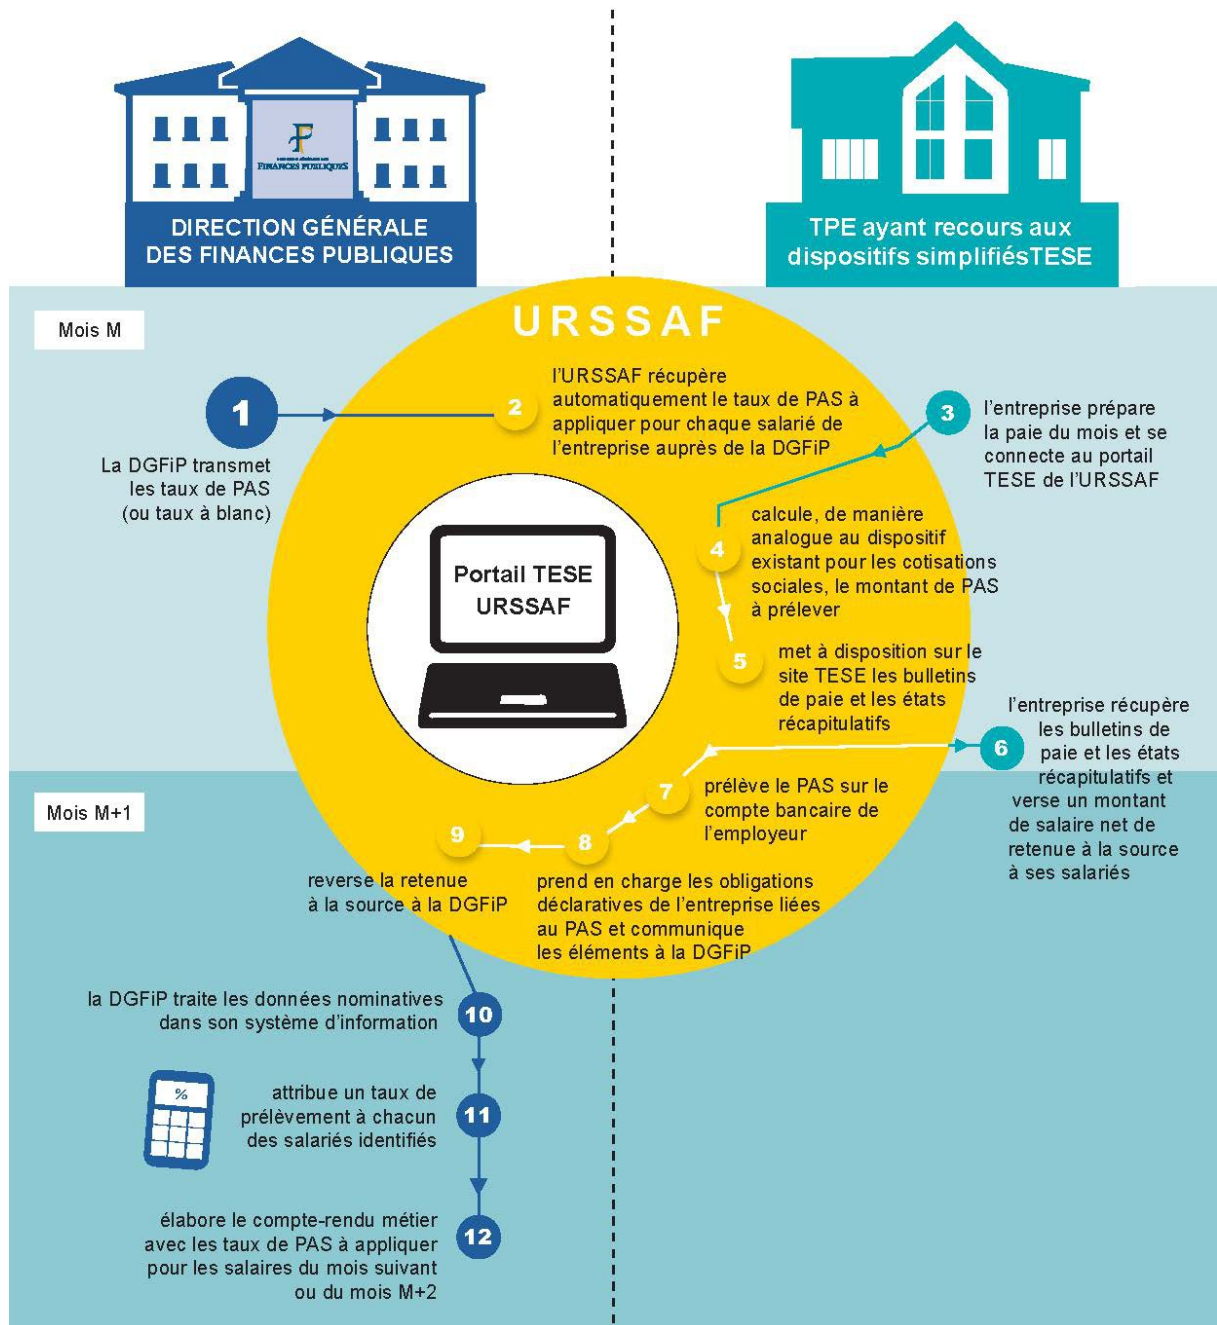 FINANCES PUBLIQUES
DIRECTION GÉNÉRALE
DES FINANCES PUBLIQUES
TPE ayant recours aux
dispositifs simplifiésTESE
Mois M
URSSAF
1
La DGFiP transmet
les taux de PAS
(ou taux à blanc)
2
l'URSSAF récupère
automatiquement le taux de PAS à
appliquer pour chaque salarié de
l'entreprise auprès de la DGFiP
3
l'entreprise prépare
la paie du mois et se
connecte au portail
TESE de l'URSSAF
Portail TESE
URSSAF
4
calcule, de manière
analogue au dispositif
existant pour les cotisations
sociales, le montant de PAS
à prélever
5
met à disposition sur le
site TESE les bulletins
de paie et les états
récapitulatifs
6
l'entreprise récupère
les bulletins de
paie et les états
récapitulatifs et
verse un montant
de salaire net de
retenue à la source
à ses salariés
Mois M+1
7
prélève le PAS sur le
compte bancaire de
l'employeur
8
prend en charge les obligations
déclaratives de l'entreprise liées
au PAS et communique
les éléments à la DGFiP
9
reverse la retenue
à la source à la DGFiP
10
la DGFiP traite les données nominatives
dans son système d'information
%
11
attribue un taux de
prélèvement à chacun
des salariés identifiés
12
élabore le compte-rendu métier
avec les taux de PAS à appliquer
pour les salaires du mois suivant
ou du mois M+2